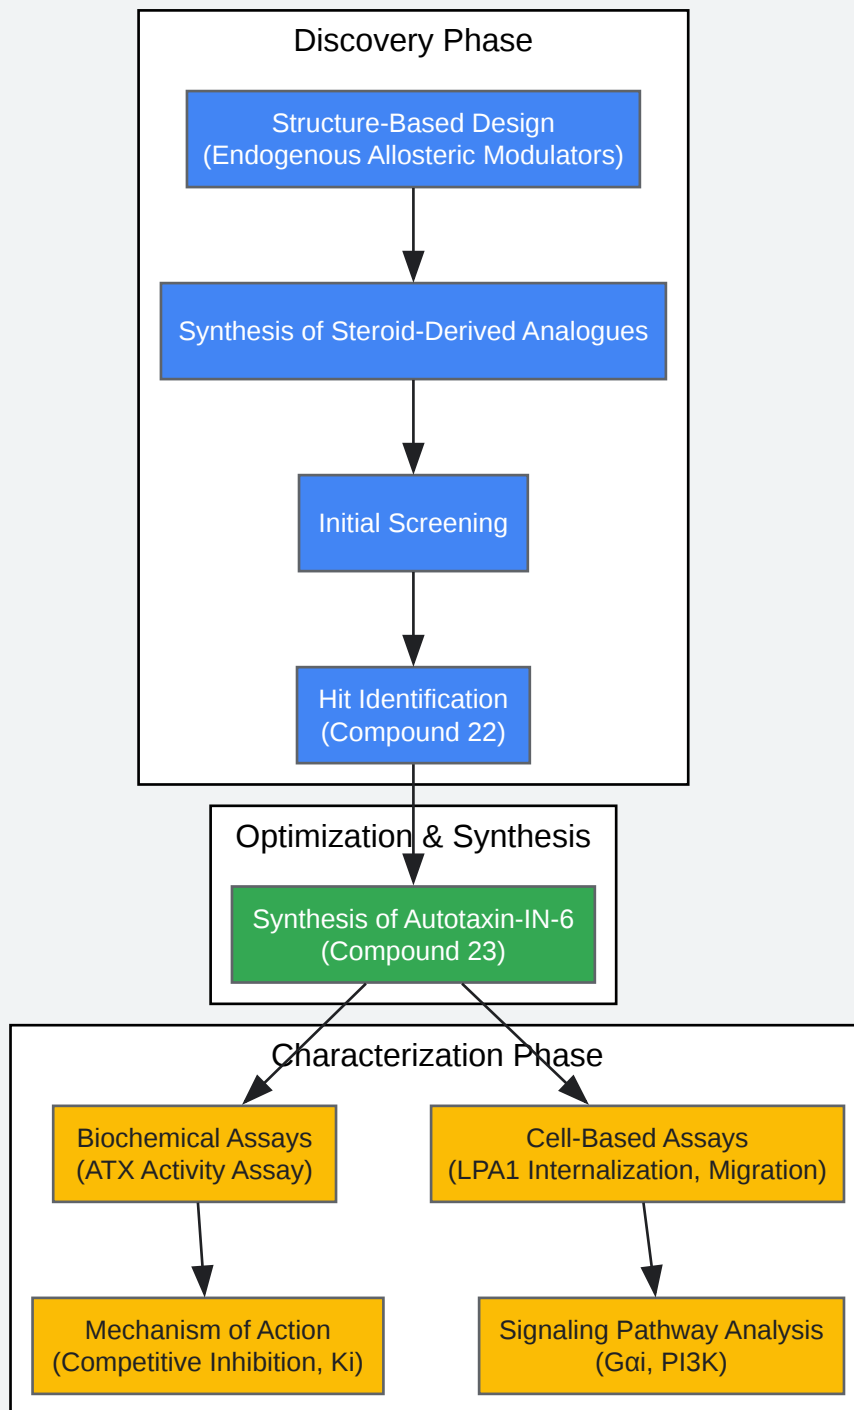 Discovery Phase
Structure-Based Design
(Endogenous Allosteric Modulators)
Synthesis of Steroid-Derived Analogues
Initial Screening
Hit Identification
(Compound 22)
Optimization & Synthesis
Synthesis of Autotaxin-IN-6
(Compound 23)
Characterization Phase
Biochemical Assays
(ATX Activity Assay)
Cell-Based Assays
(LPA1 Internalization, Migration)
Mechanism of Action
(Competitive Inhibition, Ki)
Signaling Pathway Analysis
(Gαi, PI3K)